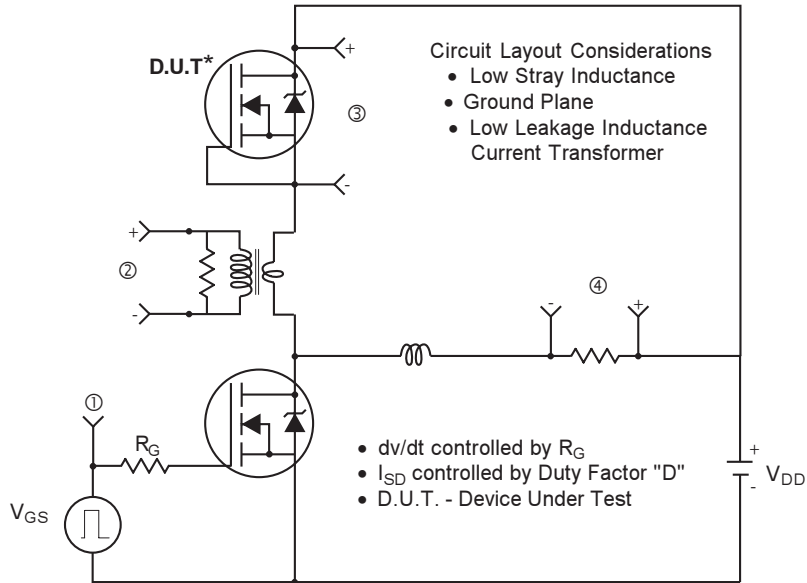 D.U.T*
+
-
③
Circuit Layout Considerations
• Low Stray Inductance
• Ground Plane
• Low Leakage Inductance
Current Transformer
+
②
-
④
-
+
①
RG
VGS
• dv/dt controlled by RG
• ISD controlled by Duty Factor "D"
• D.U.T. - Device Under Test
+
-
VDD